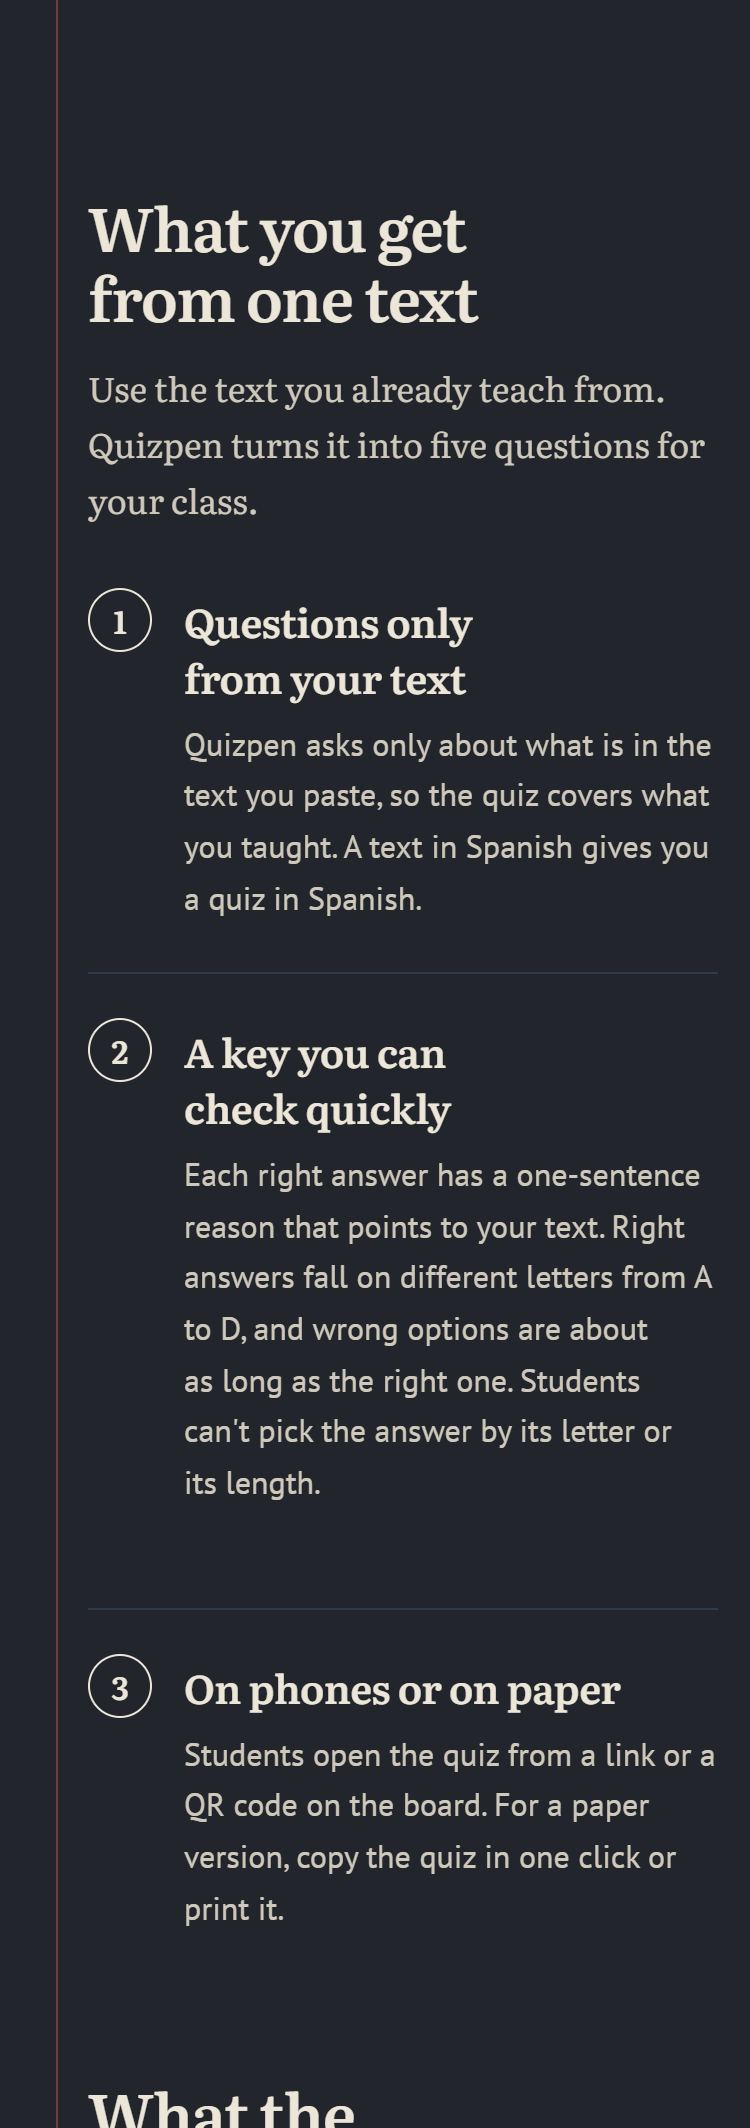 What you get
from one text
Use the text you already teach from.
Quizpen turns it into five questions for
your class.
1
Questions only
from your text
Quizpen asks only about what is in the
text you paste, so the quiz covers what
you taught. A text in Spanish gives you
a quiz in Spanish.
2
A key you can
check quickly
Each right answer has a one-sentence
reason that points to your text. Right
answers fall on different letters from A
to D, and wrong options are about
as long as the right one. Students
can't pick the answer by its letter or
its length.
3
On phones or on paper
Students open the quiz from a link or a
QR code on the board. For a paper
version, copy the quiz in one click or
print it.
What the